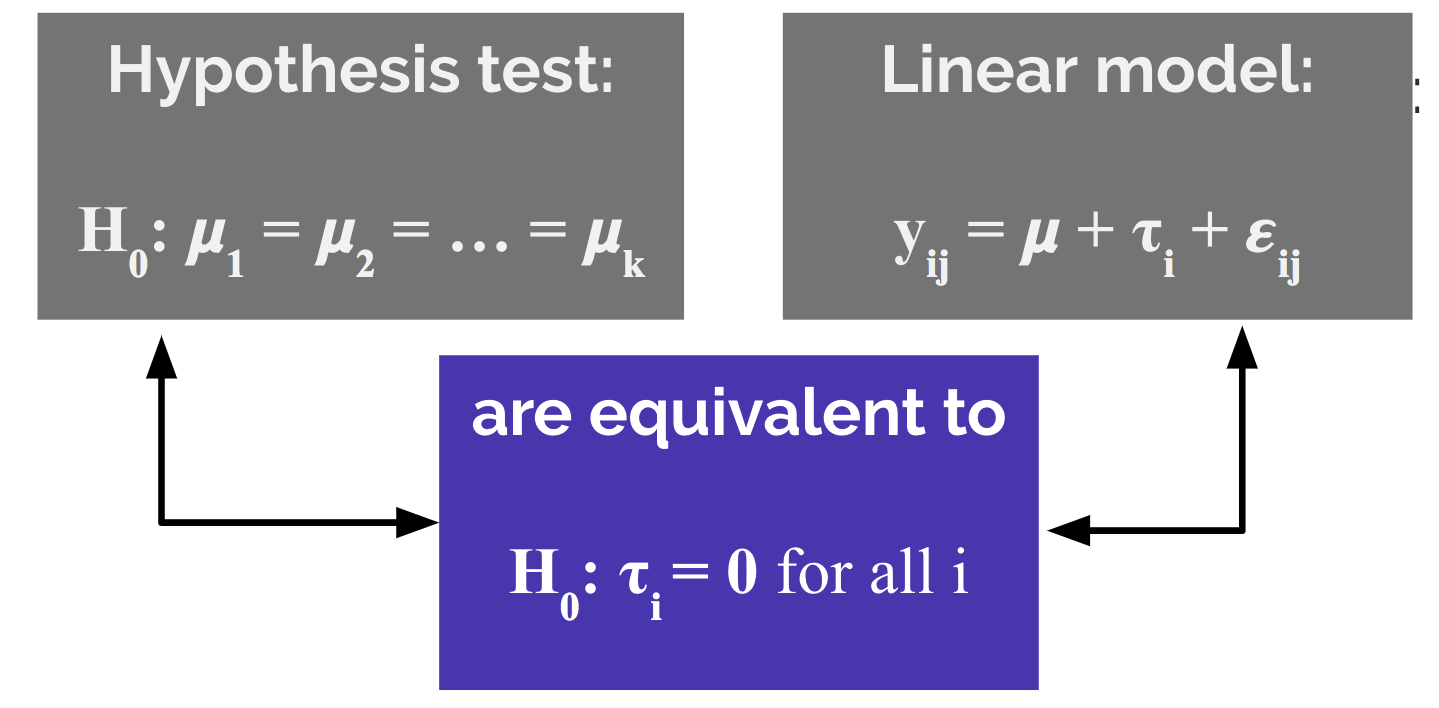 Hypothesis test:
H₀: μ₁ = μ₂ = … = μₖ
Linear model:
yᵢⱼ = μ + τᵢ + εᵢⱼ
:
are equivalent to
H₀: τᵢ = 0 for all i